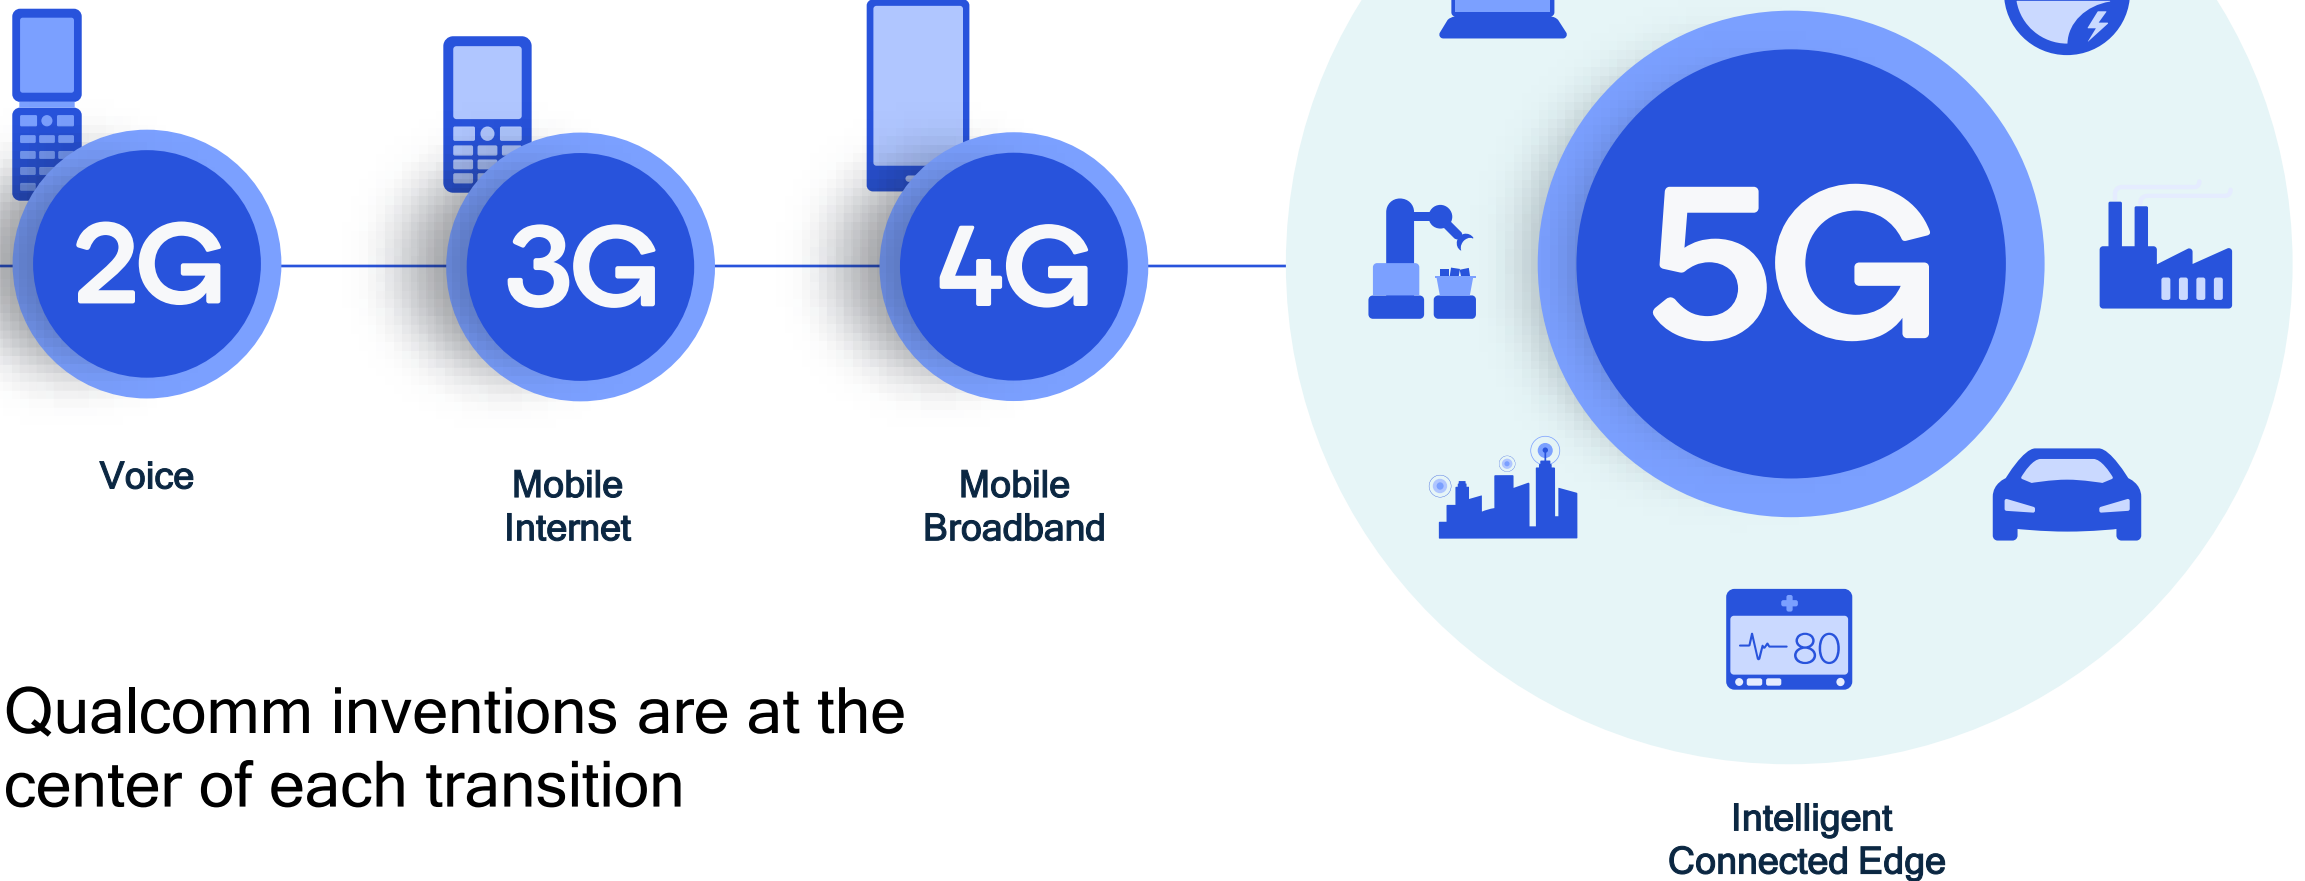 2G
3G
4G
5G
Voice
Mobile
Internet
Mobile
Broadband
80
Qualcomm inventions are at the
center of each transition
Intelligent
Connected Edge